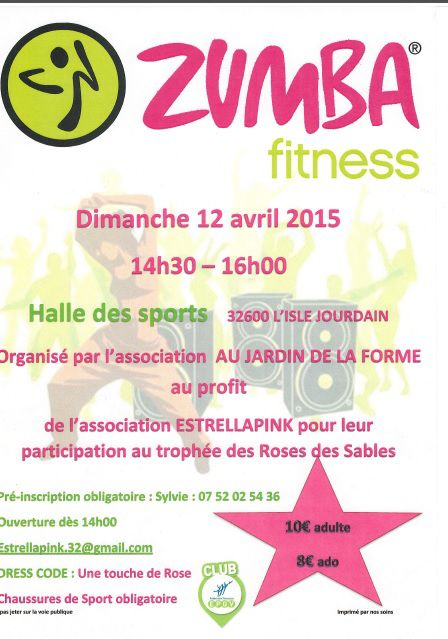 ZUMBA®
fitness
Dimanche 12 avril 2015
14h30 – 16h00
Halle des sports 32600 L'ISLE JOURDAIN
Organisé par l'association AU JARDIN DE LA FORME
au profit
de l'association ESTRELLAPINK pour leur
participation au trophée des Roses des Sables
Pré-inscription obligatoire : Sylvie : 07 52 02 54 36
Ouverture dès 14h00
Estrellapink.32@gmail.com
DRESS CODE : Une touche de Rose
Chaussures de Sport obligatoire
10€ adulte
8€ ado
CLUB
EPGV
pas jeter sur la voie publique
Imprimé par nos soins